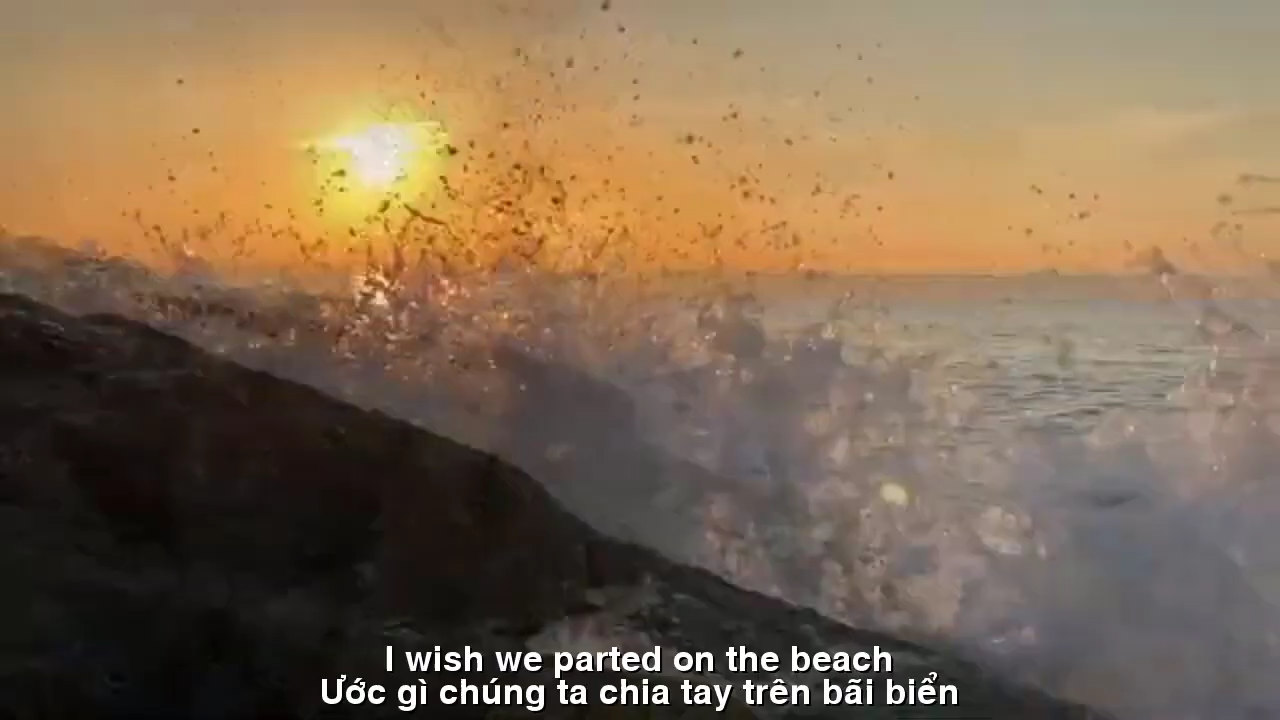 I wish we parted on the beach
Ước gì chúng ta chia tay trên bãi biển